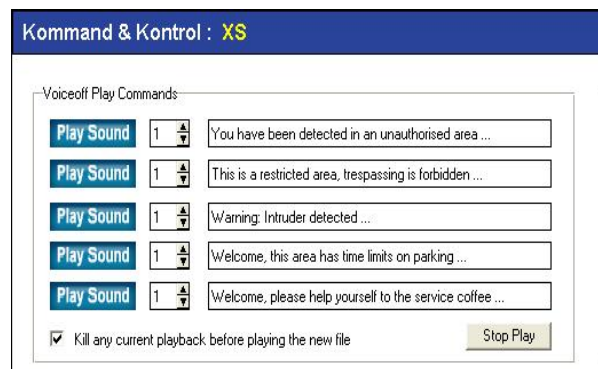 Kommand & Kontrol : XS
Voiceoff Play Commands
Play Sound 1 You have been detected in an unauthorised area ...
Play Sound 1 This is a restricted area, trespassing is forbidden ...
Play Sound 1 Warning: Intruder detected ...
Play Sound 1 Welcome, this area has time limits on parking ...
Play Sound 1 Welcome, please help yourself to the service coffee ...
Kill any current playback before playing the new file Stop Play